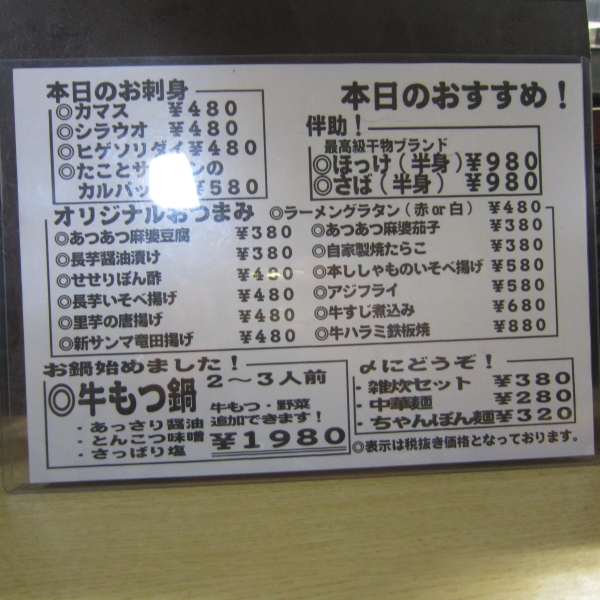 本日のお刺身
◎カマス ¥480
◎シラウオ ¥480
◎ヒゲソリダイ¥480
◎たことサ
ンの
カルパッ
¥580
本日のおすすめ！
伴助！
最高級干物ブランド
◎ほっけ(半身)¥980
◎さば(半身) ¥980
オリジナルおつまみ
◎あつあつ麻婆豆腐 ¥380
◎長芋醤油漬け ¥380
◎せせりぽん酢 ¥480
◎長芋いそべ揚げ ¥480
◎里芋の唐揚げ ¥480
◎新サンマ竜田揚げ ¥480
◎ラーメングラタン(赤or白) ¥480
◎あつあつ麻婆茄子 ¥380
◎自家製焼たらこ ¥380
◎本ししゃものいそべ揚げ ¥580
◎アジフライ ¥580
◎牛すじ煮込み ¥680
◎牛ハラミ鉄板焼 ¥880
お鍋始めました！
◎牛もつ鍋
2〜3人前
・あっさり醤油
・とんこつ味噌
・さっぱり塩
牛もつ・野菜
追加できます！
¥1980
〆にどうぞ！
・雑炊セット ¥380
・中華麺 ¥280
・ちゃんぽん麺 ¥320
◎表示は税抜き価格となっております。